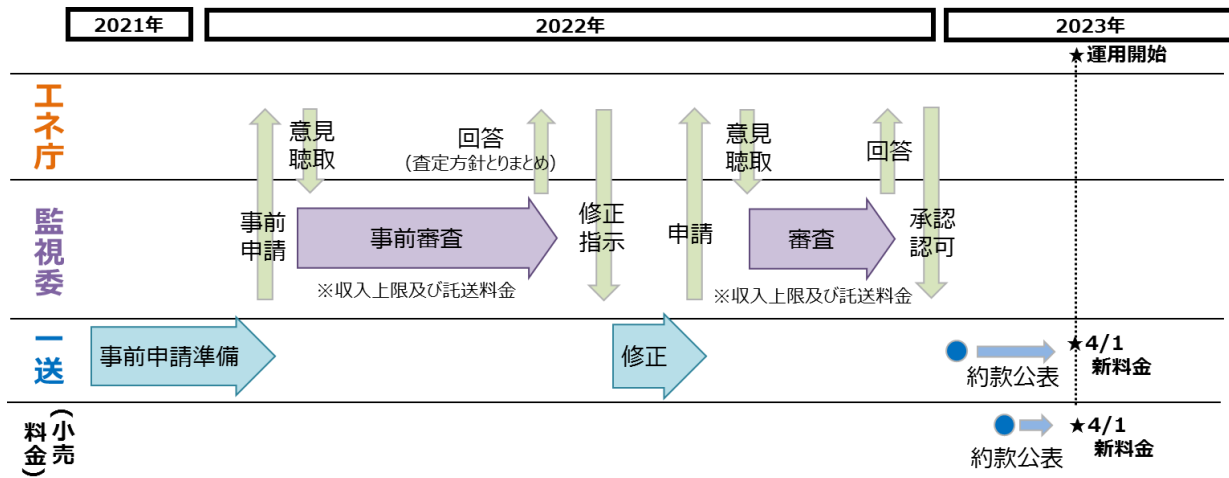 2021年
2022年
2023年
★運用開始
エネ庁
意見
聴取
回答
(査定方針とりまとめ)
意見
聴取
回答
監視委
事前
申請
事前審査
※収入上限及び託送料金
修正
指示
申請
審査
※収入上限及び託送料金
承認
認可
一送
事前申請準備
修正
約款公表
★4/1
新料金
(小売
料金)
約款公表
★4/1
新料金